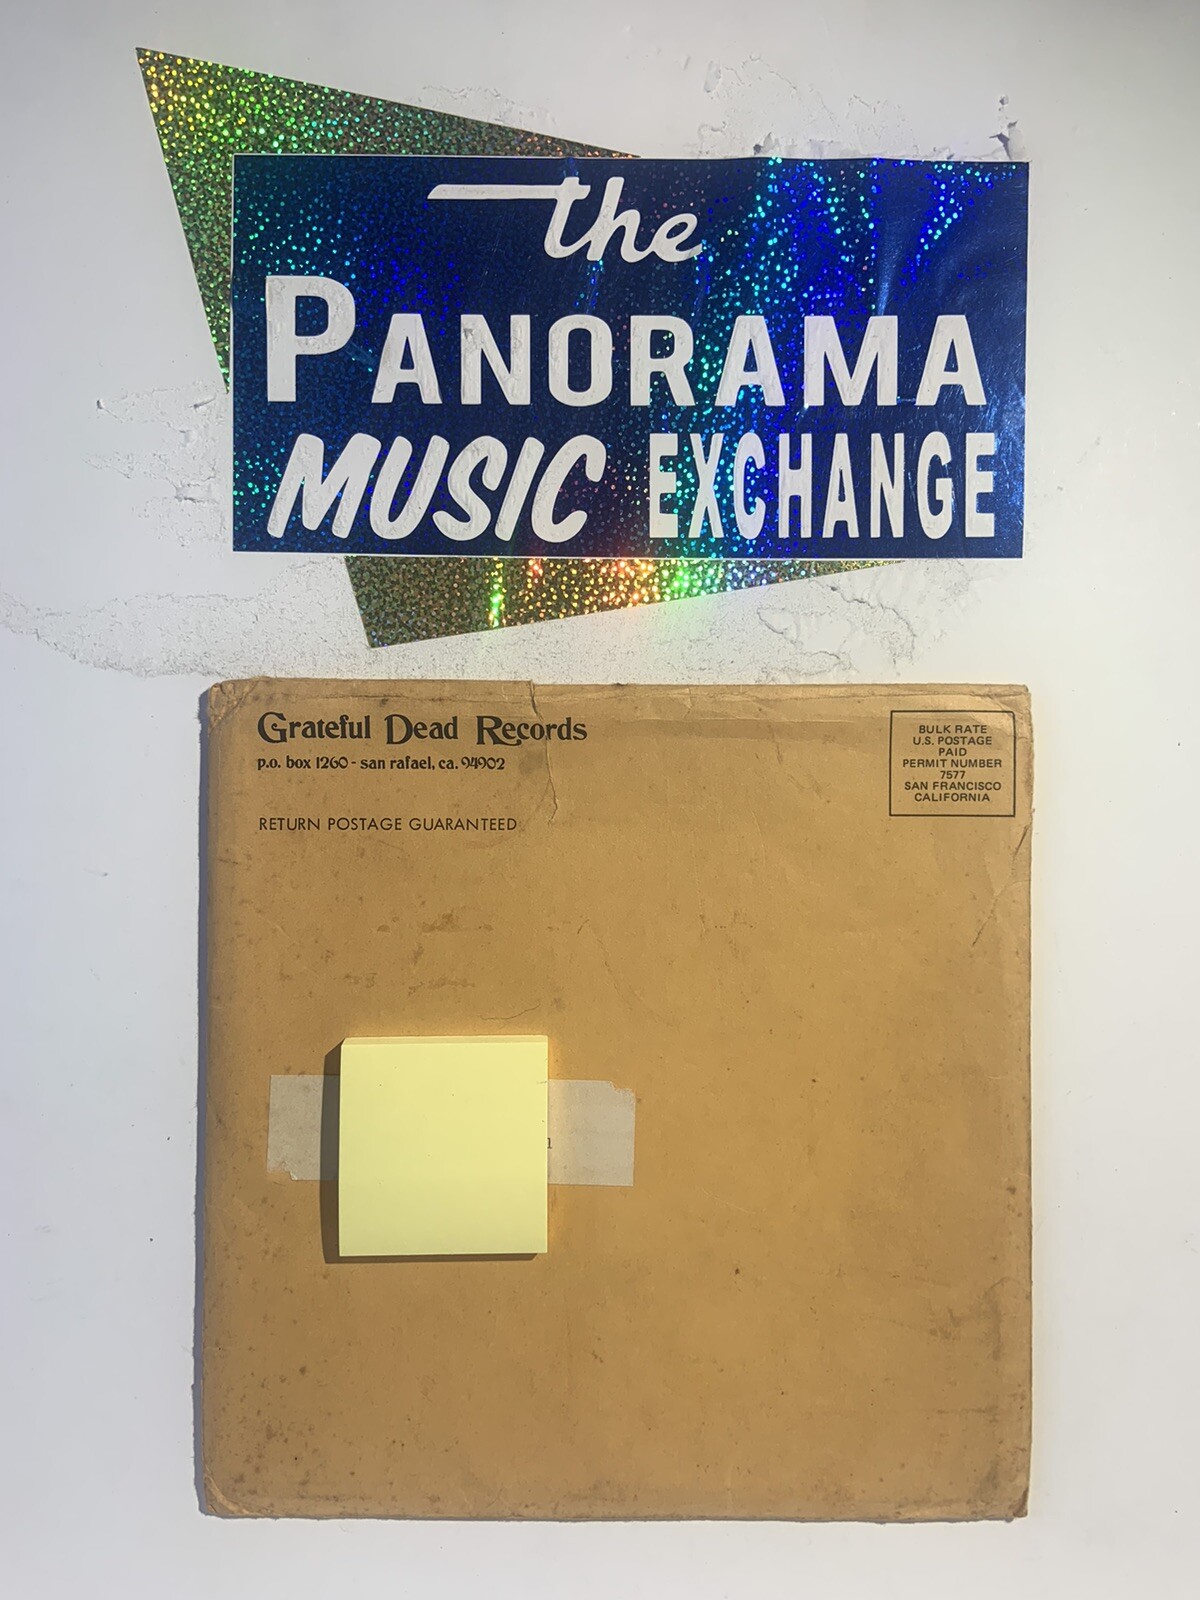 the
PANORAMA
MUSIC EXCHANGE
Grateful Dead Records
p.o. box 1260 - san rafael, ca. 94902
RETURN POSTAGE GUARANTEED
BULK RATE
U.S. POSTAGE
PAID
PERMIT NUMBER
7577
SAN FRANCISCO
CALIFORNIA